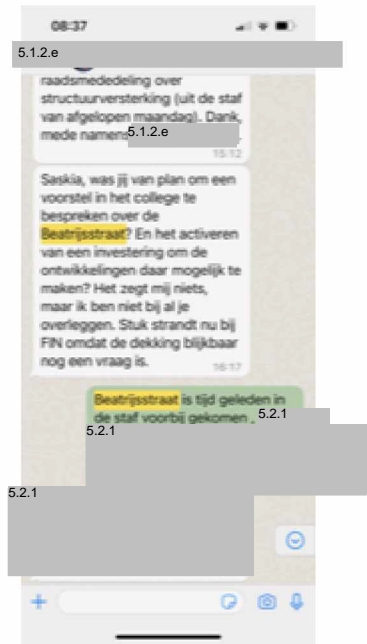 08:37
5.1.2.e
raadsmededeling over
structuurversterking (uit de staf
van afgelopen maandag). Dank,
mede namens 5.1.2.e
15:12
Saskia, was jij van plan om een
voorstel in het college te
bespreken over de
Beatrijsstraat? En het activeren
van een investering om de
ontwikkelingen daar mogelijk te
maken? Het zegt mij niets,
maar ik ben niet bij al je
overleggen. Stuk strandt nu bij
FIN omdat de dekking blijkbaar
nog een vraag is.
16:17
Beatrijsstraat is tijd geleden in
de staf voorbij gekomen . 5.2.1
5.2.1
5.2.1